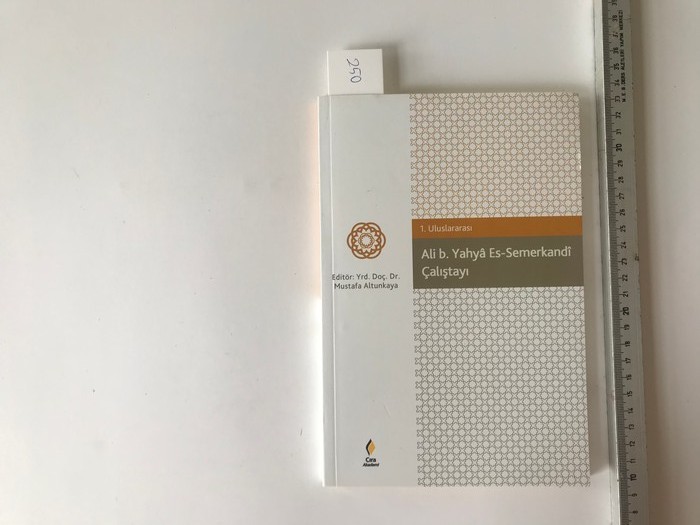 250
1. Uluslararası
Ali b. Yahyâ Es-Semerkandî
Çalıştayı
Editör: Yrd. Doç. Dr.
Mustafa Altunkaya
Çıra
Akademi